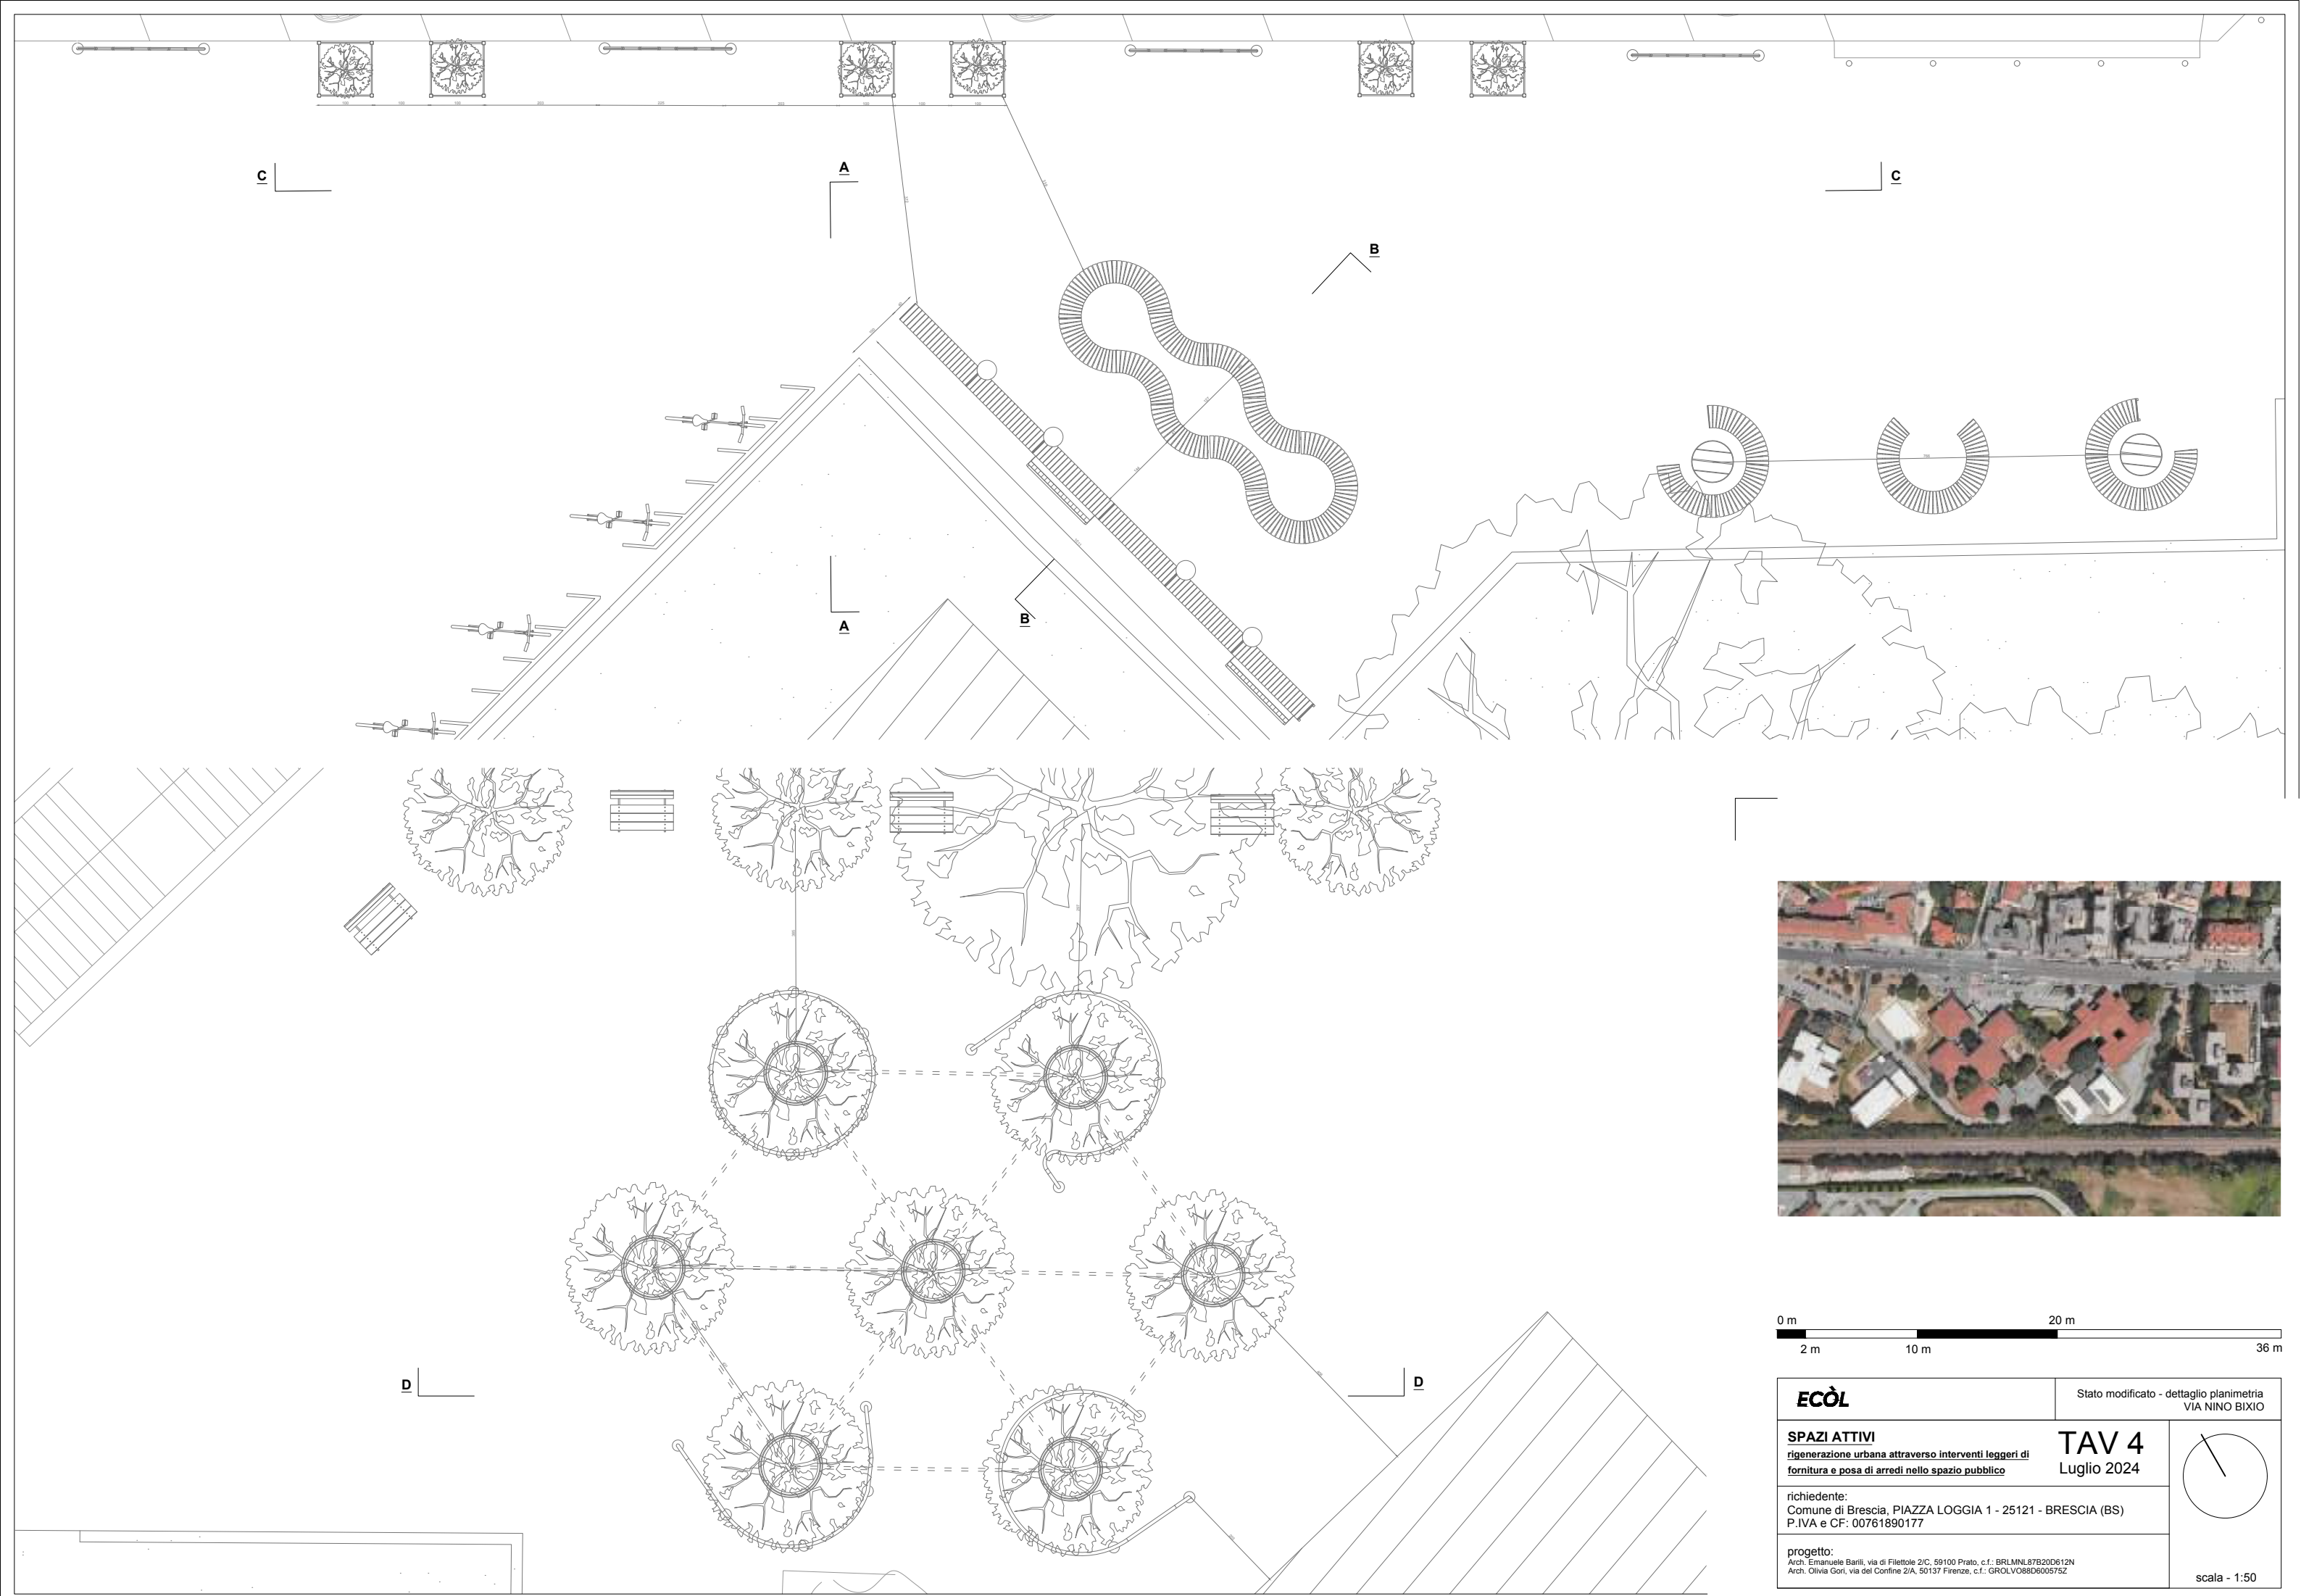 C
A
C
B
A
B
D
D
0 m
20 m
2 m
10 m
36 m
ECÒL
Stato modificato - dettaglio planimetria
VIA NINO BIXIO
SPAZI ATTIVI
rigenerazione urbana attraverso interventi leggeri di
fornitura e posa di arredi nello spazio pubblico
TAV 4
Luglio 2024
richiedente:
Comune di Brescia, PIAZZA LOGGIA 1 - 25121 - BRESCIA (BS)
P.IVA e CF: 00761890177
progetto:
Arch. Emanuele Barili, via di Filettole 2/C, 59100 Prato, c.f.: BRLMNL87B20D612N
Arch. Olivia Gori, via del Confine 2/A, 50137 Firenze, c.f.: GROLVO88D600575Z
scala - 1:50